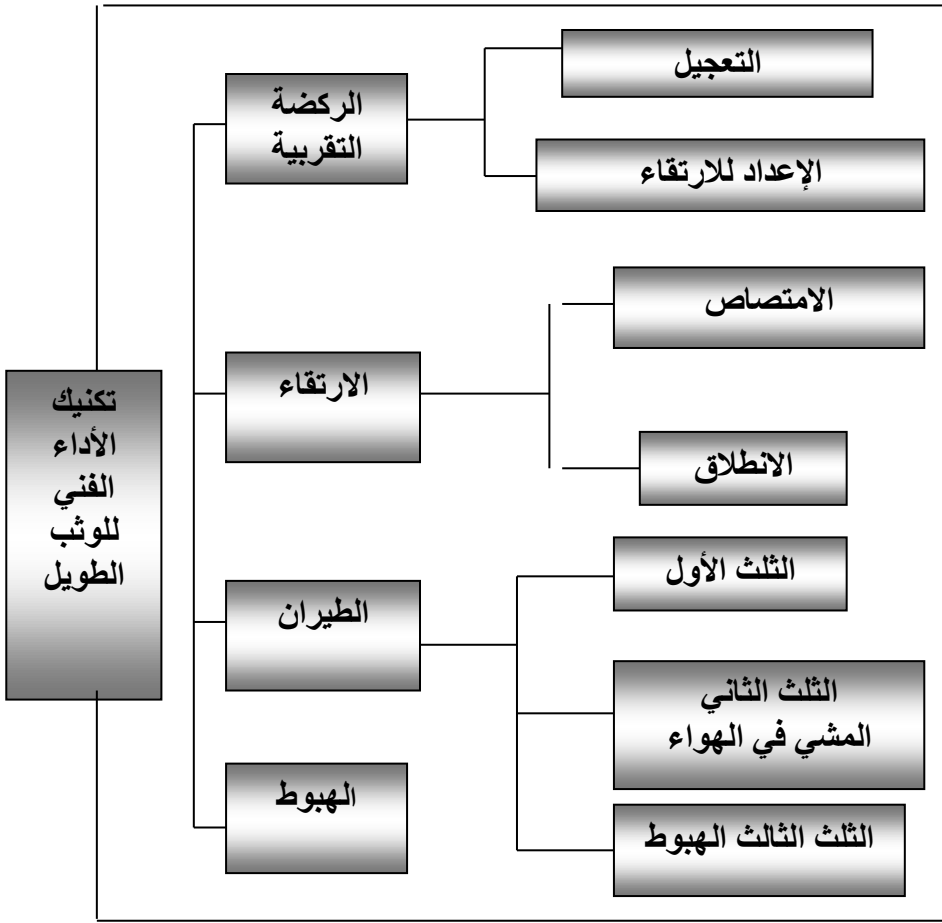 تكنيك
الأداء
الفني
للوثب
الطويل
الركضة
التقربية
التعجيل
الإعداد للارتقاء
الارتقاء
الامتصاص
الانطلاق
الطيران
الثلث الأول
الثلث الثاني
المشي في الهواء
الثلث الثالث الهبوط
الهبوط